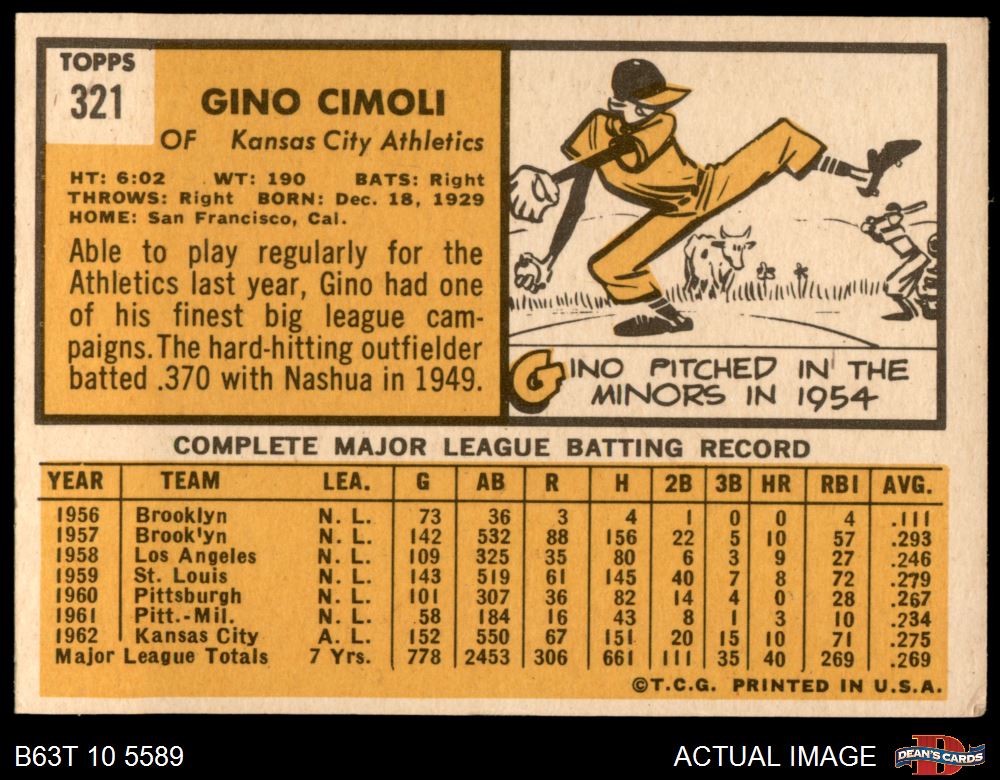 TOPPS
321
GINO CIMOLI
OF Kansas City Athletics
HT: 6:02 WT: 190 BATS: Right
THROWS: Right BORN: Dec. 18, 1929
HOME: San Francisco, Cal.
Able to play regularly for the
Athletics last year, Gino had one
of his finest big league cam-
paigns. The hard-hitting outfielder
batted .370 with Nashua in 1949.
GINO PITCHED IN THE
MINORS IN 1954
COMPLETE MAJOR LEAGUE BATTING RECORD
YEAR TEAM LEA. G AB R H 2B 3B HR RBI AVG.
1956 Brooklyn N. L. 73 36 3 4 1 0 0 4 .111
1957 Brook'yn N. L. 142 532 88 156 22 5 10 57 .293
1958 Los Angeles N. L. 109 325 35 80 6 3 9 27 .246
1959 St. Louis N. L. 143 519 61 145 40 7 8 72 .279
1960 Pittsburgh N. L. 101 307 36 82 14 4 0 28 .267
1961 Pitt.-Mil. N. L. 58 184 16 43 8 1 3 10 .234
1962 Kansas City A. L. 152 550 67 151 20 15 10 71 .275
Major League Totals 7 Yrs. 778 2453 306 661 111 35 40 269 .269
©T.C.G. PRINTED IN U.S.A.
B63T 10 5589
ACTUAL IMAGE
D
DEAN'S CARDS